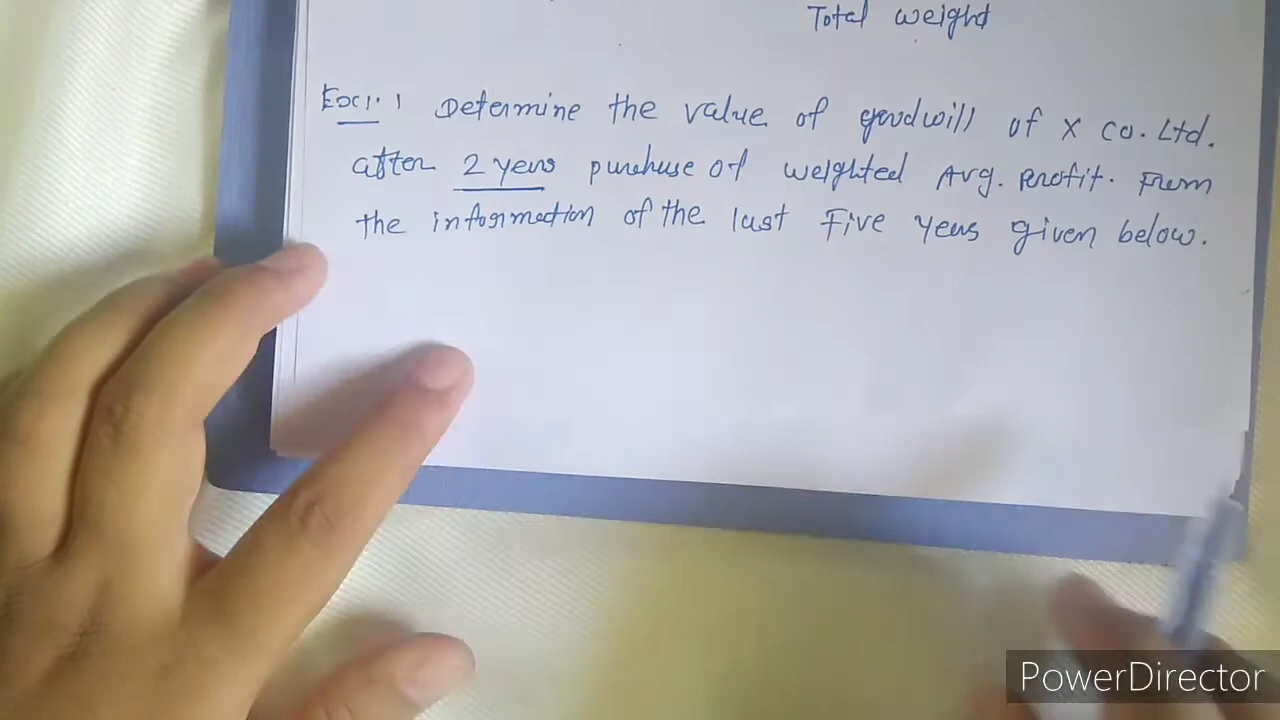 Total weight
Ex:1 Determine the value of goodwill of X Co. Ltd.
after 2 years purchase of weighted Avg. Profit. From
the information of the last Five Years given below.
PowerDirector